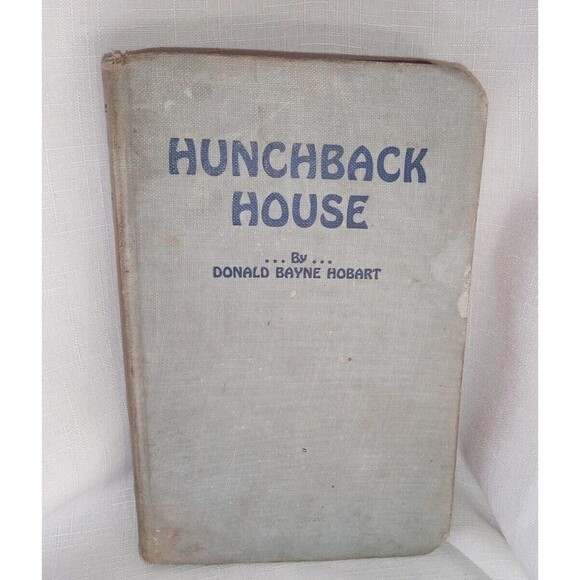 HUNCHBACK
HOUSE
... By ...
DONALD BAYNE HOBART